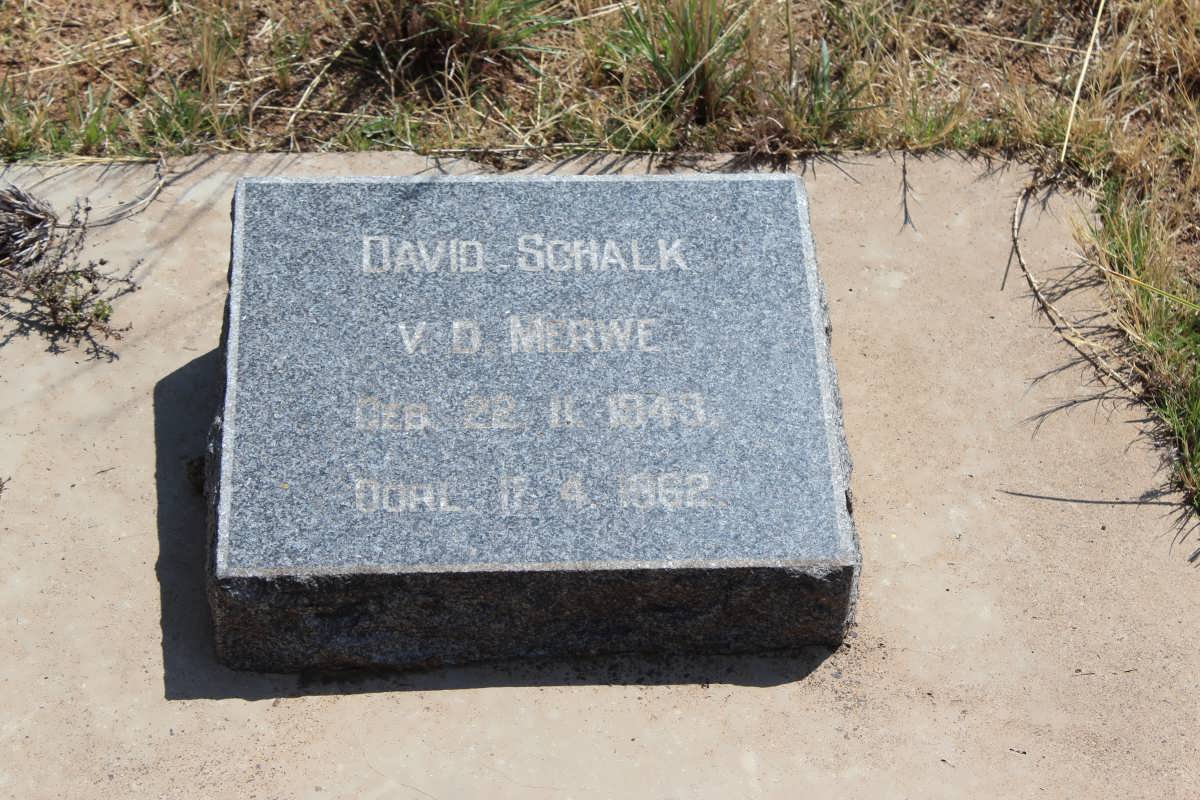 DAVID SCHALK
V. D. MERWE
GEB. 22. 11. 1943.
OORL. 17. 4. 1962.